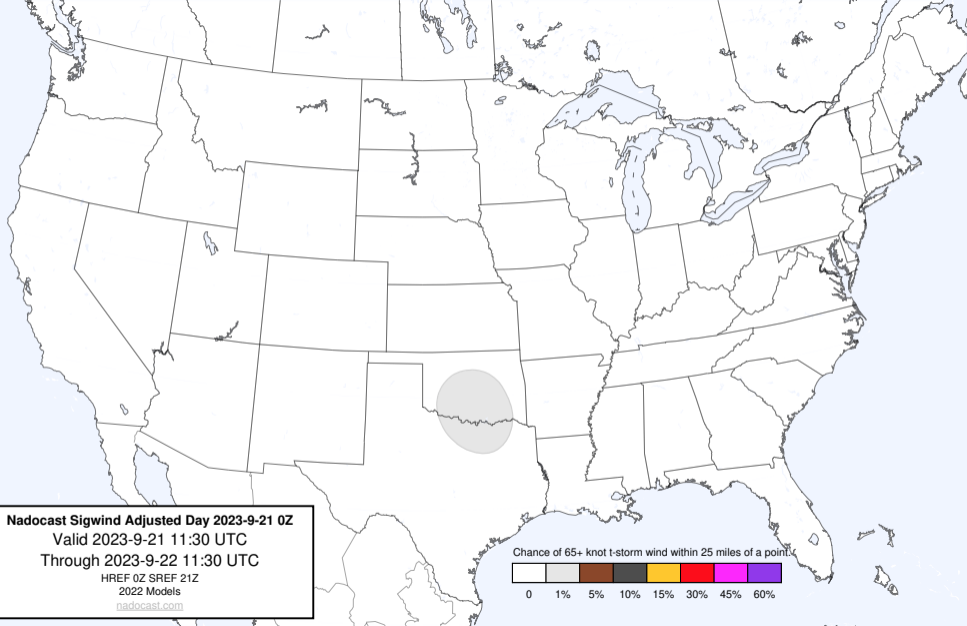 Nadocast Sigwind Adjusted Day 2023-9-21 0Z
Valid 2023-9-21 11:30 UTC
Through 2023-9-22 11:30 UTC
HREF 0Z SREF 21Z
2022 Models
nadocast.com
Chance of 65+ knot t-storm wind within 25 miles of a point.
0 1% 5% 10% 15% 30% 45% 60%